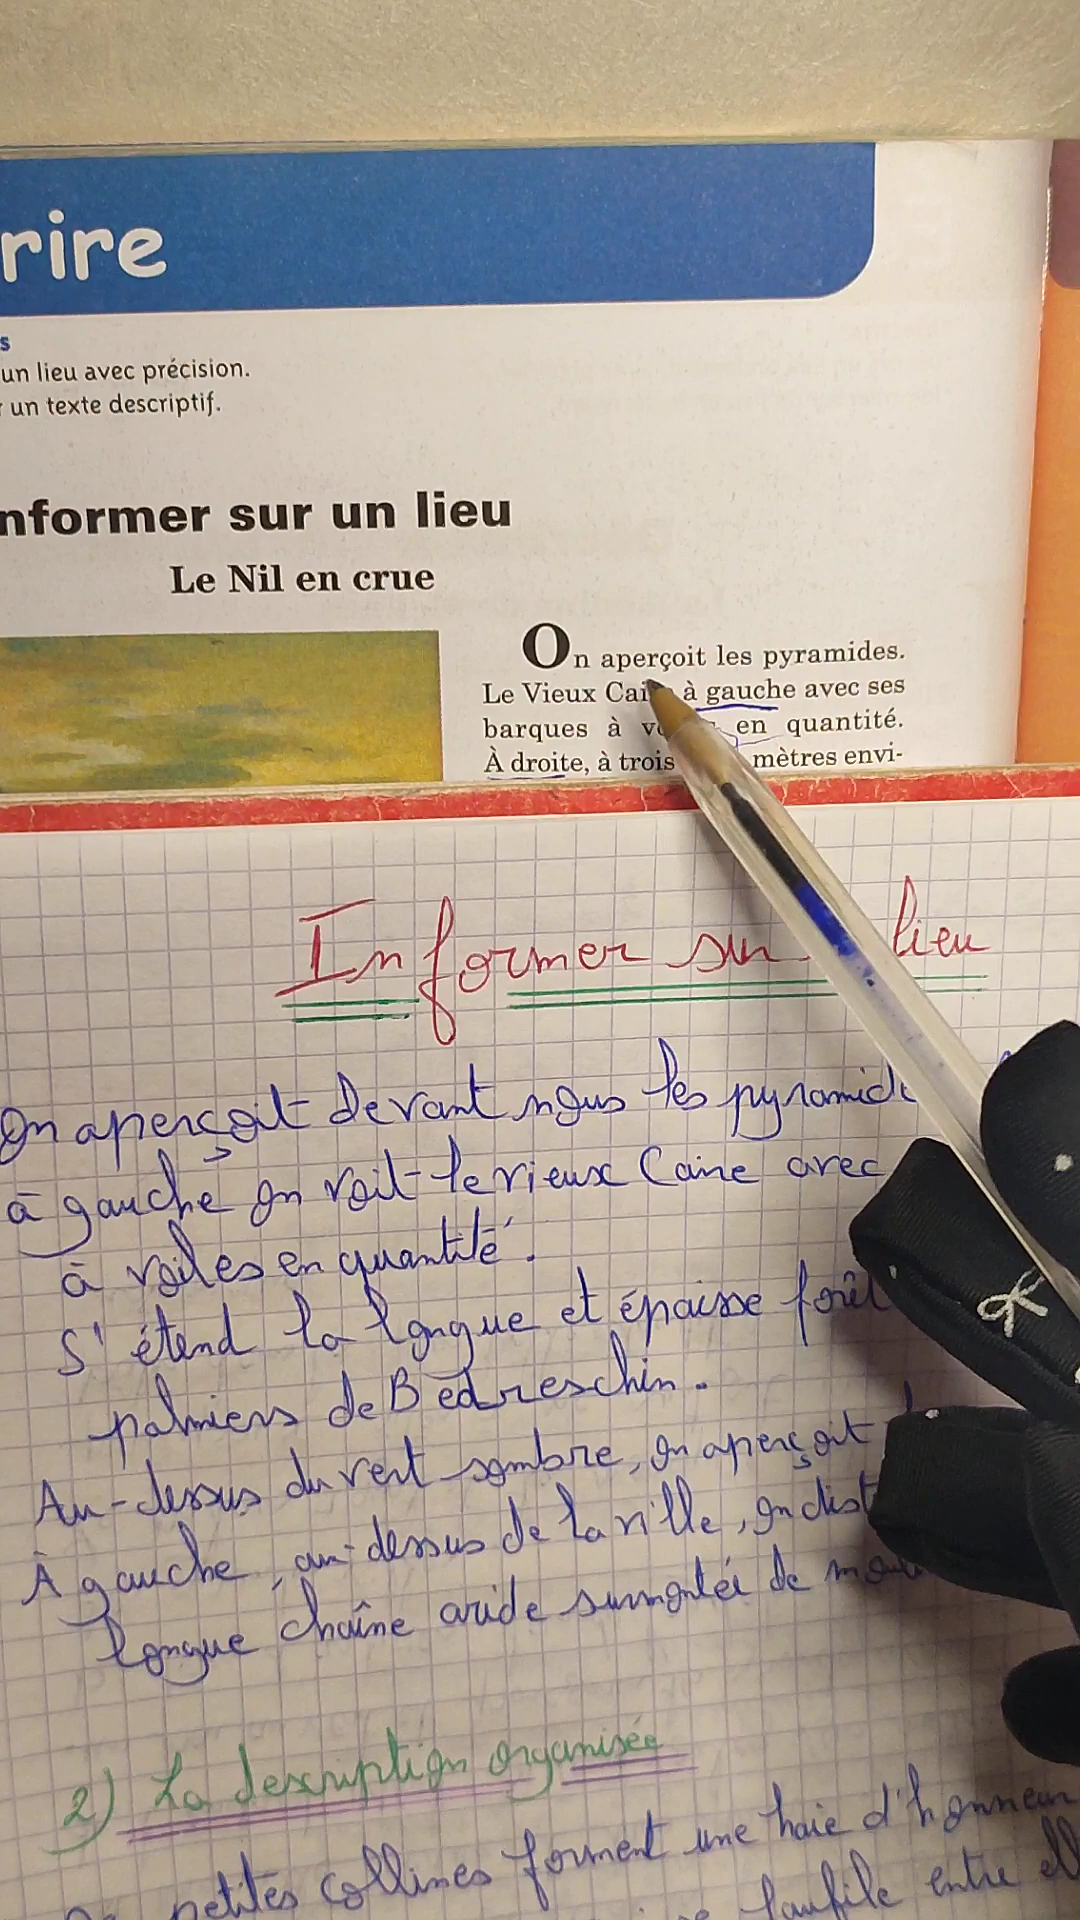 rire
s
un lieu avec précision.
un texte descriptif.
nformer sur un lieu
Le Nil en crue
On aperçoit les pyramides.
Le Vieux Cai à gauche avec ses
barques à en quantité.
À droite, à trois mètres envi-
Informer sur lieu
On aperçoit devant nous les pyramide
à gauche on voit le vieux Caire avec
à voiles en quantité.
S'étend la longue et épaisse forêt
palmiers de Bedreschin.
Au-dessus du vert sombre, on aperçoit
À gauche, au-dessus de la ville, on dist
longue chaîne aride surmontée de
2) La description organisée
petites collines forment une haie d'honneur
faufile entre ell